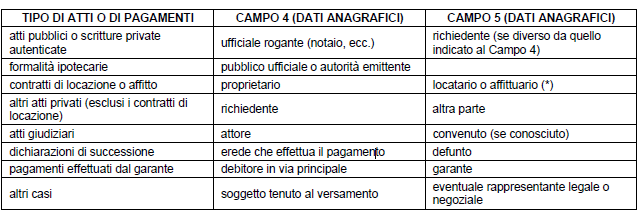 TIPO DI ATTI O DI PAGAMENTI CAMPO 4 (DATI ANAGRAFICI) CAMPO 5 (DATI ANAGRAFICI)
atti pubblici o scritture private
autenticate
ufficiale rogante (notaio, ecc.)
richiedente (se diverso da quello
indicato al Campo 4)
formalità ipotecarie pubblico ufficiale o autorità emittente
contratti di locazione o affitto proprietario locatario o affittuario (*)
altri atti privati (esclusi i contratti di
locazione)
richiedente altra parte
atti giudiziari attore convenuto (se conosciuto)
dichiarazioni di successione erede che effettua il pagamento defunto
pagamenti effettuati dal garante debitore in via principale garante
altri casi soggetto tenuto al versamento
eventuale rappresentante legale o
negoziale